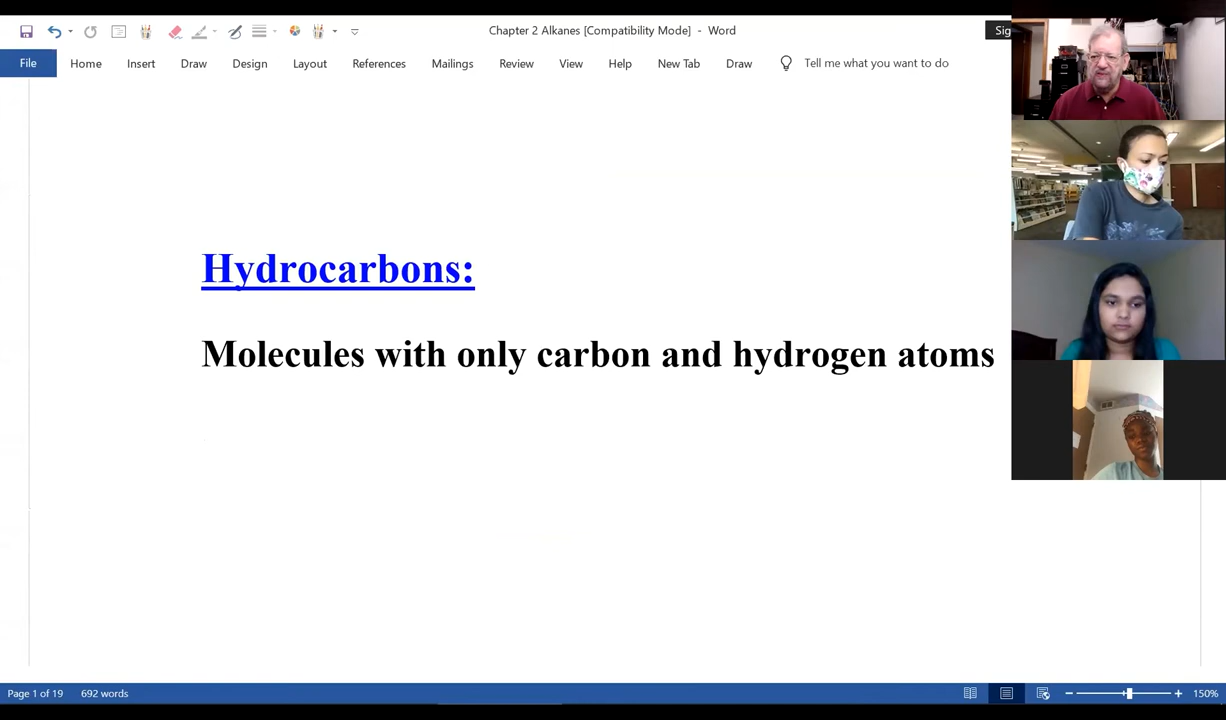 Chapter 2 Alkanes [Compatibility Mode] - Word
Sig
File Home Insert Draw Design Layout References Mailings Review View Help New Tab Draw Tell me what you want to do
Hydrocarbons:
Molecules with only carbon and hydrogen atoms
Page 1 of 19 692 words 150%